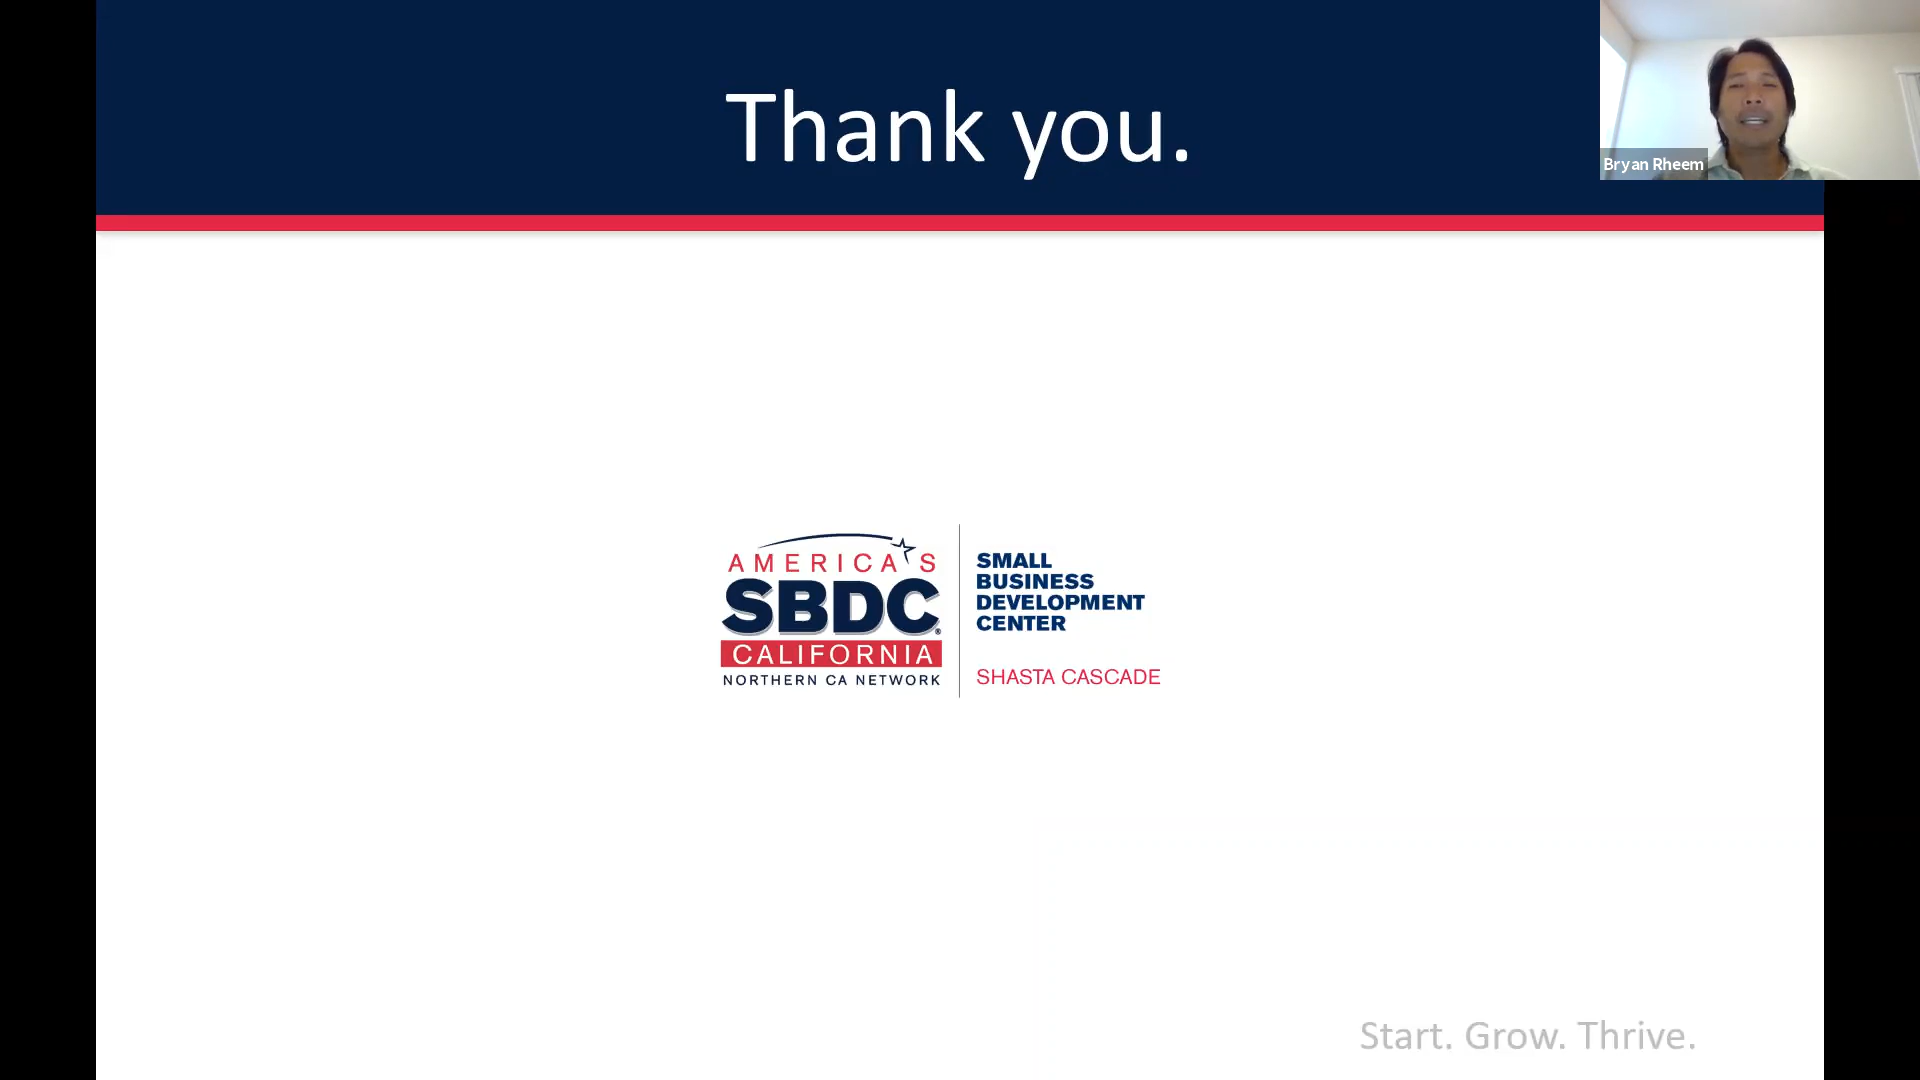 Thank you.
Bryan Rheem
AMERICA'S
SBDC®
CALIFORNIA
NORTHERN CA NETWORK
SMALL
BUSINESS
DEVELOPMENT
CENTER
SHASTA CASCADE
Start. Grow. Thrive.